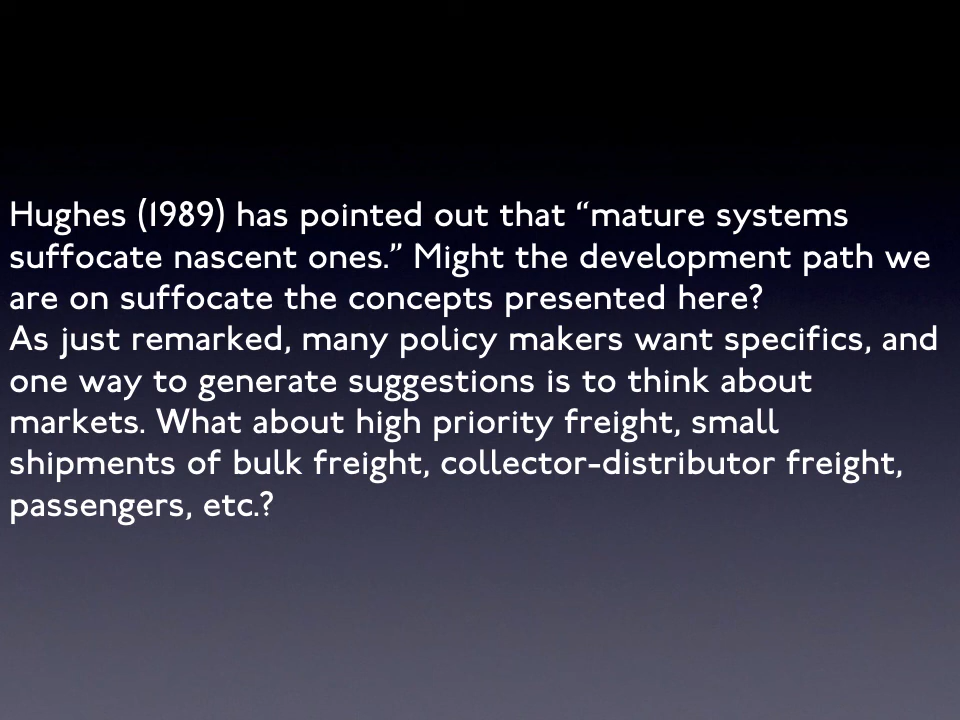 Hughes (1989) has pointed out that “mature systems
suffocate nascent ones.” Might the development path we
are on suffocate the concepts presented here?
As just remarked, many policy makers want specifics, and
one way to generate suggestions is to think about
markets. What about high priority freight, small
shipments of bulk freight, collector-distributor freight,
passengers, etc.?